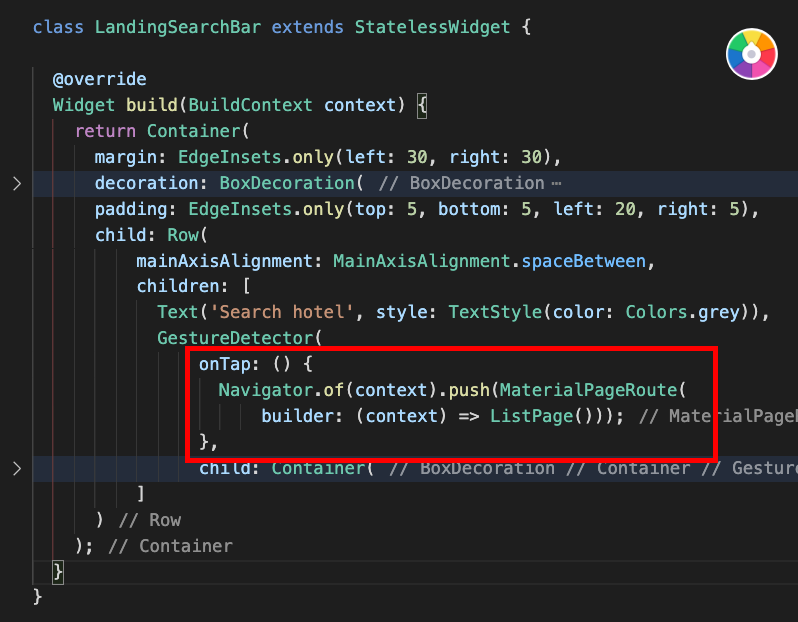 class LandingSearchBar extends StatelessWidget {
@override
Widget build(BuildContext context) {
return Container(
margin: EdgeInsets.only(left: 30, right: 30),
decoration: BoxDecoration( // BoxDecoration ⋯
padding: EdgeInsets.only(top: 5, bottom: 5, left: 20, right: 5),
child: Row(
mainAxisAlignment: MainAxisAlignment.spaceBetween,
children: [
Text('Search hotel', style: TextStyle(color: Colors.grey)),
GestureDetector(
onTap: () {
Navigator.of(context).push(MaterialPageRoute(
builder: (context) => ListPage())); // MaterialPage
},
child: Container( // BoxDecoration // Container // Gestur
]
) // Row
); // Container
}
}